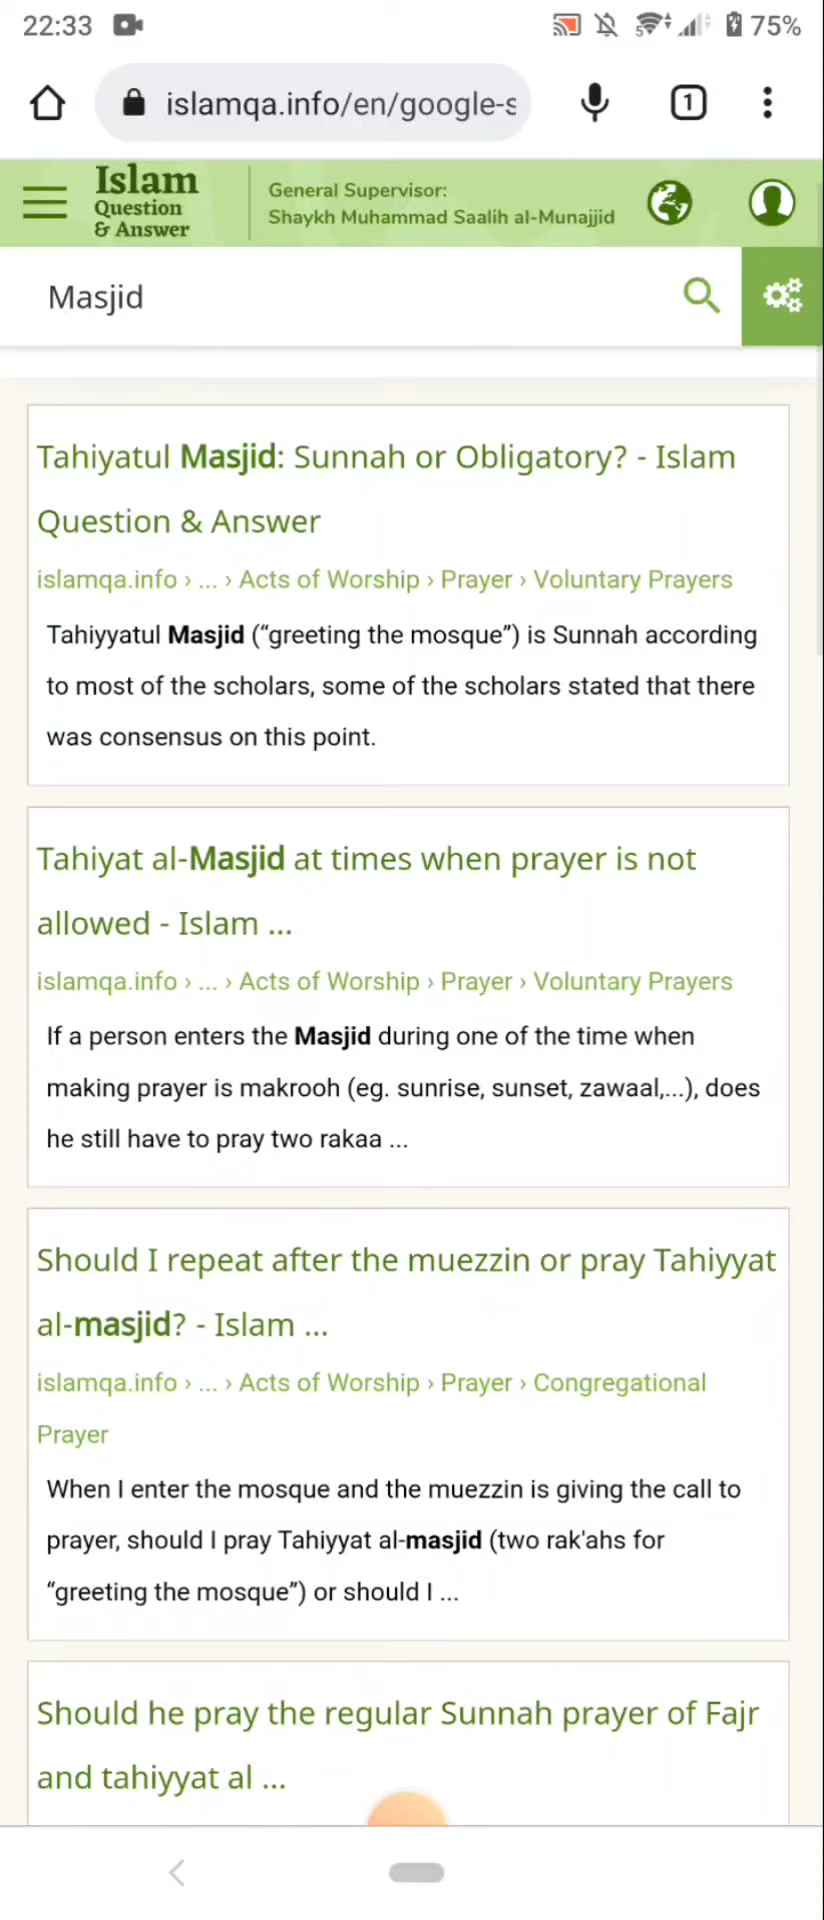 22:33
75%
islamqa.info/en/google-s
1
Islam
Question
& Answer
General Supervisor:
Shaykh Muhammad Saalih al-Munajjid
Masjid
Tahiyatul Masjid: Sunnah or Obligatory? - Islam
Question & Answer
islamqa.info › ... › Acts of Worship › Prayer › Voluntary Prayers
Tahiyyatul Masjid (“greeting the mosque”) is Sunnah according
to most of the scholars, some of the scholars stated that there
was consensus on this point.
Tahiyat al-Masjid at times when prayer is not
allowed - Islam ...
islamqa.info › ... › Acts of Worship › Prayer › Voluntary Prayers
If a person enters the Masjid during one of the time when
making prayer is makrooh (eg. sunrise, sunset, zawaal,...), does
he still have to pray two rakaa ...
Should I repeat after the muezzin or pray Tahiyyat
al-masjid? - Islam ...
islamqa.info › ... › Acts of Worship › Prayer › Congregational
Prayer
When I enter the mosque and the muezzin is giving the call to
prayer, should I pray Tahiyyat al-masjid (two rak'ahs for
“greeting the mosque”) or should I ...
Should he pray the regular Sunnah prayer of Fajr
and tahiyyat al ...